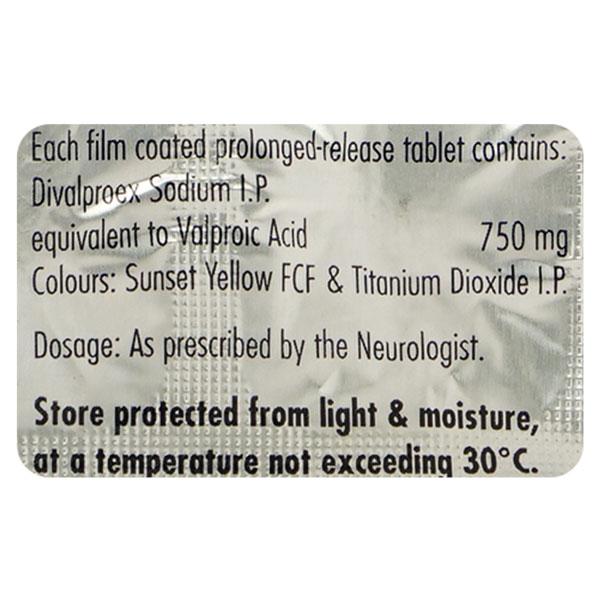 Each film coated prolonged-release tablet contains:
Divalproex Sodium I.P.
equivalent to Valproic Acid 750 mg
Colours: Sunset Yellow FCF & Titanium Dioxide I.P.
Dosage: As prescribed by the Neurologist.
Store protected from light & moisture,
at a temperature not exceeding 30°C.